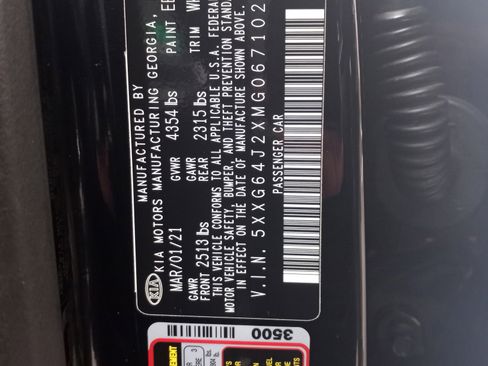 MANUFACTURED BY
KIA KIA MOTORS MANUFACTURING GEORGIA,
MAR/01/21 GVWR 4354 lbs PAINT
GAWR FRONT 2513 lbs GAWR REAR 2315 lbs TRIM
THIS VEHICLE CONFORMS TO ALL APPLICABLE U.S.A. FEDERAL
MOTOR VEHICLE SAFETY, BUMPER, AND THEFT PREVENTION STAND
IN EFFECT ON THE DATE OF MANUFACTURE SHOWN ABOVE.
V.I.N. 5XXG64J2XMG067102
PASSENGER CAR
3500